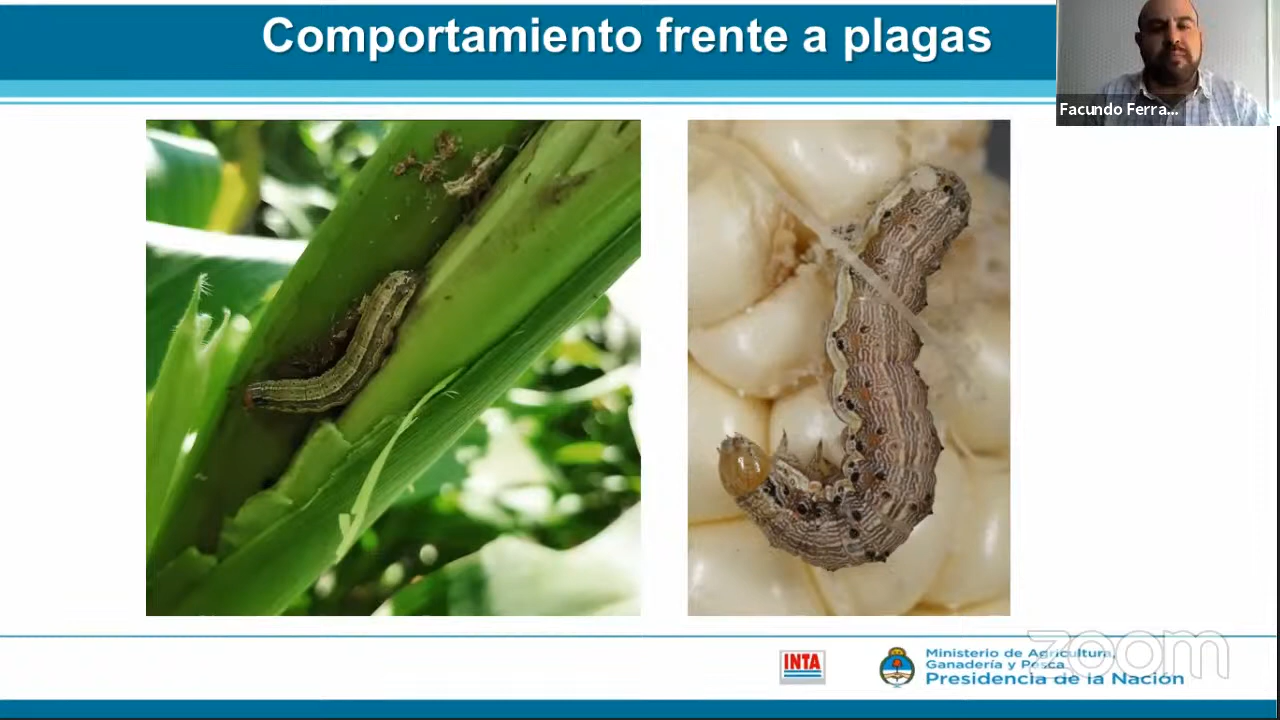 Comportamiento frente a plagas
Facundo Ferra...
INTA
Ministerio de Agricultura,
Ganadería y Pesca
Presidencia de la Nación
zoom